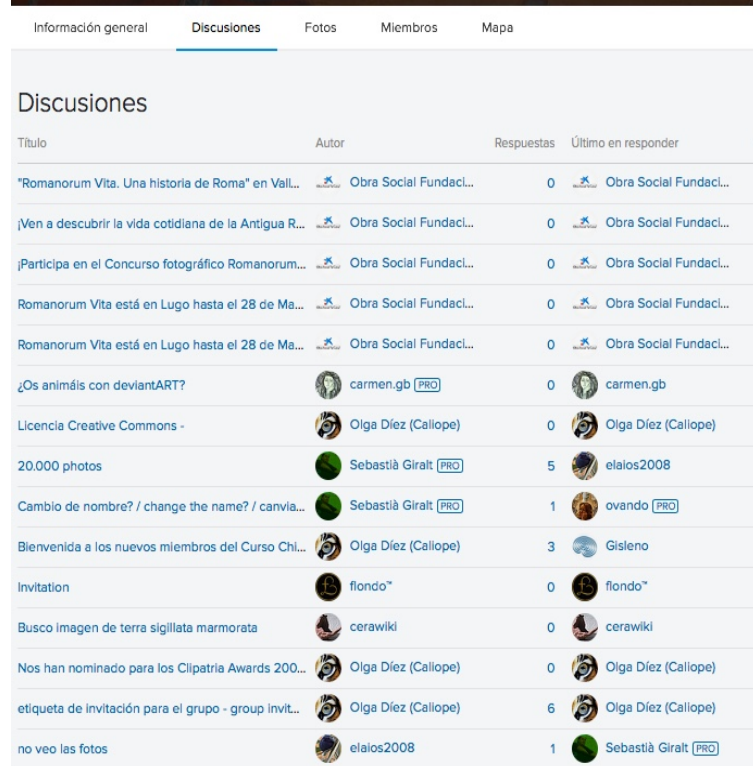 Información general Discusiones Fotos Miembros Mapa
Discusiones
Título Autor Respuestas Último en responder
"Romanorum Vita. Una historia de Roma" en Vall... Obra Social Fundaci... 0 Obra Social Fundaci...
¡Ven a descubrir la vida cotidiana de la Antigua R... Obra Social Fundaci... 0 Obra Social Fundaci...
¡Participa en el Concurso fotográfico Romanorum... Obra Social Fundaci... 0 Obra Social Fundaci...
Romanorum Vita está en Lugo hasta el 28 de Ma... Obra Social Fundaci... 0 Obra Social Fundaci...
Romanorum Vita está en Lugo hasta el 28 de Ma... Obra Social Fundaci... 0 Obra Social Fundaci...
¿Os animáis con deviantART? carmen.gb PRO 0 carmen.gb
Licencia Creative Commons - Olga Díez (Caliope) 0 Olga Díez (Caliope)
20.000 photos Sebastià Giralt PRO 5 elaios2008
Cambio de nombre? / change the name? / canvia... Sebastià Giralt PRO 1 ovando PRO
Bienvenida a los nuevos miembros del Curso Chi... Olga Díez (Caliope) 3 Gisleno
Invitation flondo™ 0 flondo™
Busco imagen de terra sigillata marmorata cerawiki 0 cerawiki
Nos han nominado para los Clipatria Awards 200... Olga Díez (Caliope) 0 Olga Díez (Caliope)
etiqueta de invitación para el grupo - group invit... Olga Díez (Caliope) 6 Olga Díez (Caliope)
no veo las fotos elaios2008 1 Sebastià Giralt PRO